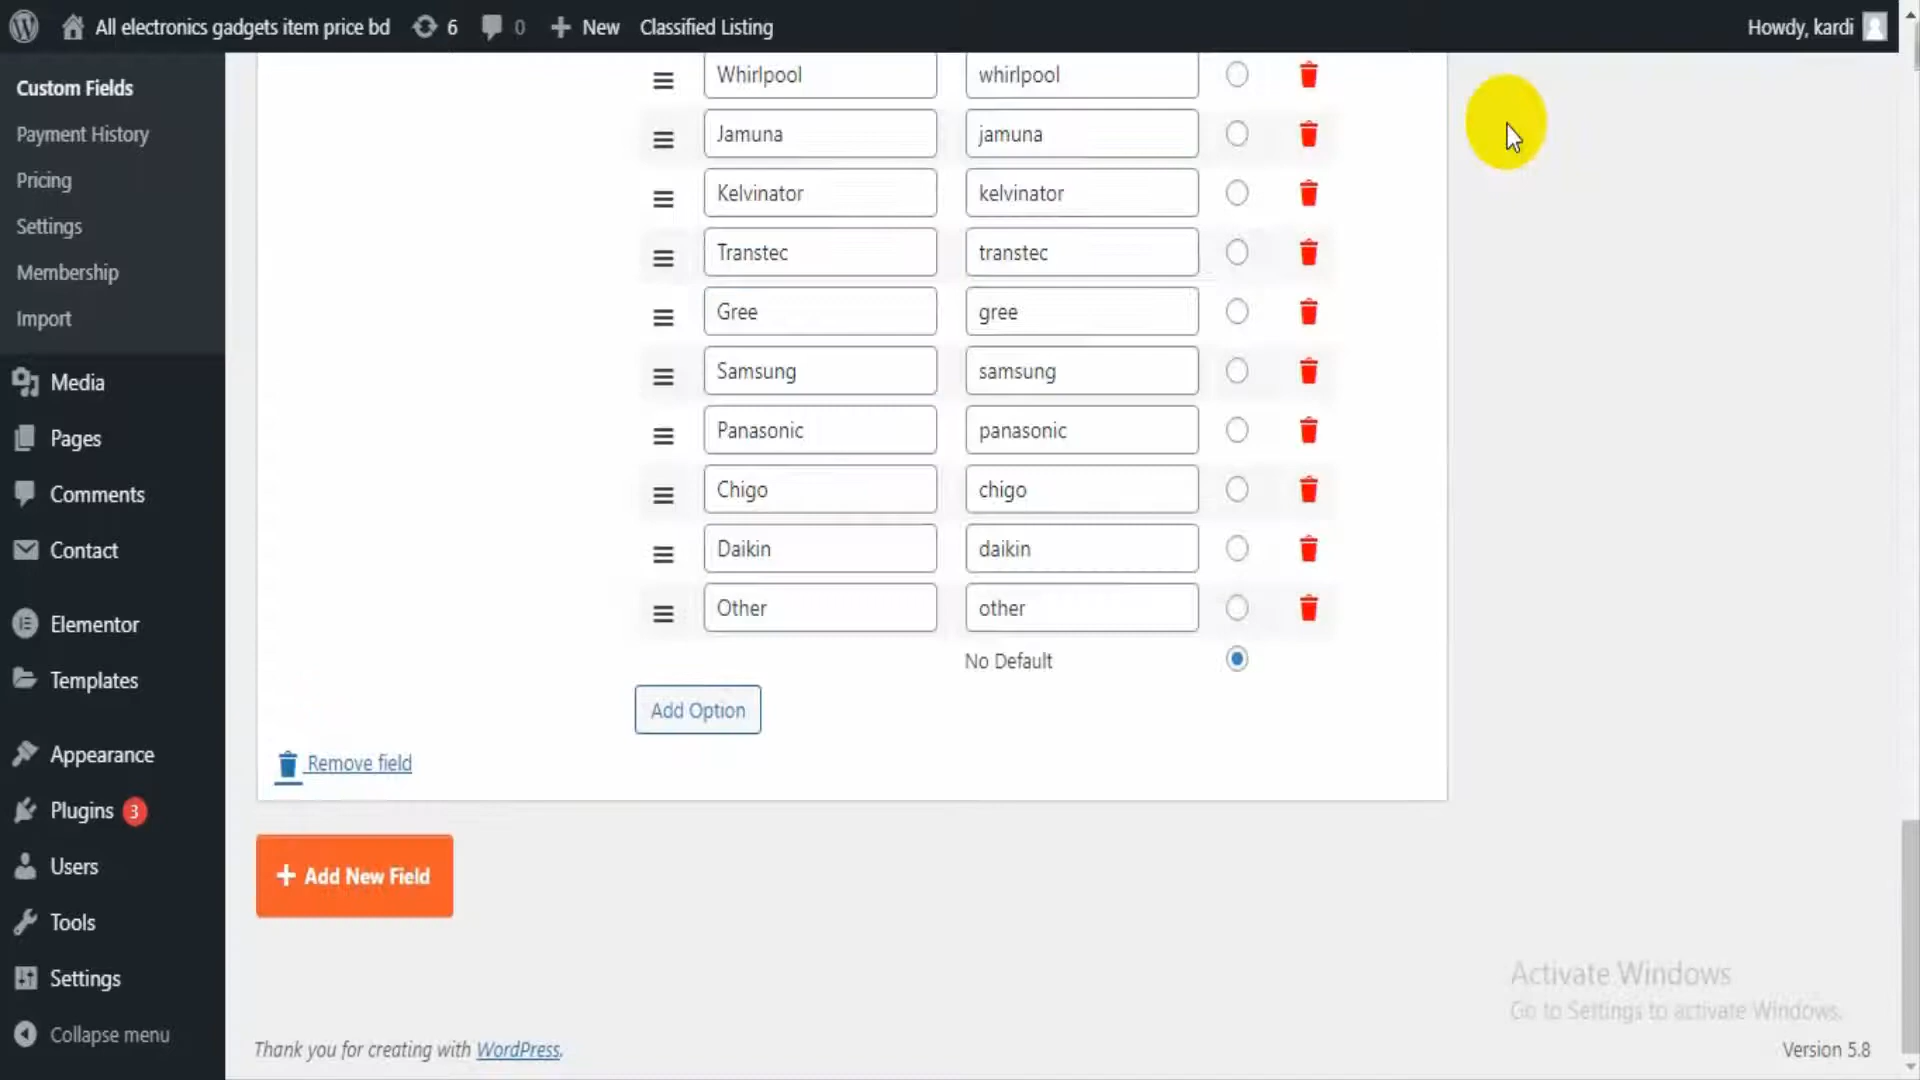 All electronics gadgets item price bd 6 0 New Classified Listing Howdy, kardi
Custom Fields
Payment History
Pricing
Settings
Membership
Import
Media
Pages
Comments
Contact
Elementor
Templates
Appearance
Plugins 3
Users
Tools
Settings
Collapse menu
Whirlpool whirlpool
Jamuna jamuna
Kelvinator kelvinator
Transtec transtec
Gree gree
Samsung samsung
Panasonic panasonic
Chigo chigo
Daikin daikin
Other other
No Default
Add Option
Remove field
+ Add New Field
Activate Windows
Go to Settings to activate Windows.
Thank you for creating with WordPress.
Version 5.8